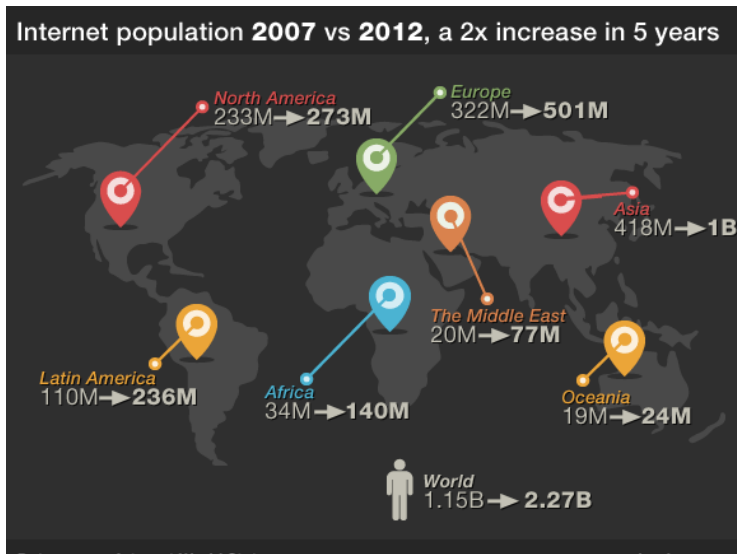 Internet population 2007 vs 2012, a 2x increase in 5 years
North America
233M→273M
Europe
322M→501M
Asia
418M→1B
The Middle East
20M→77M
Latin America
110M→236M
Africa
34M→140M
Oceania
19M→24M
World
1.15B→2.27B